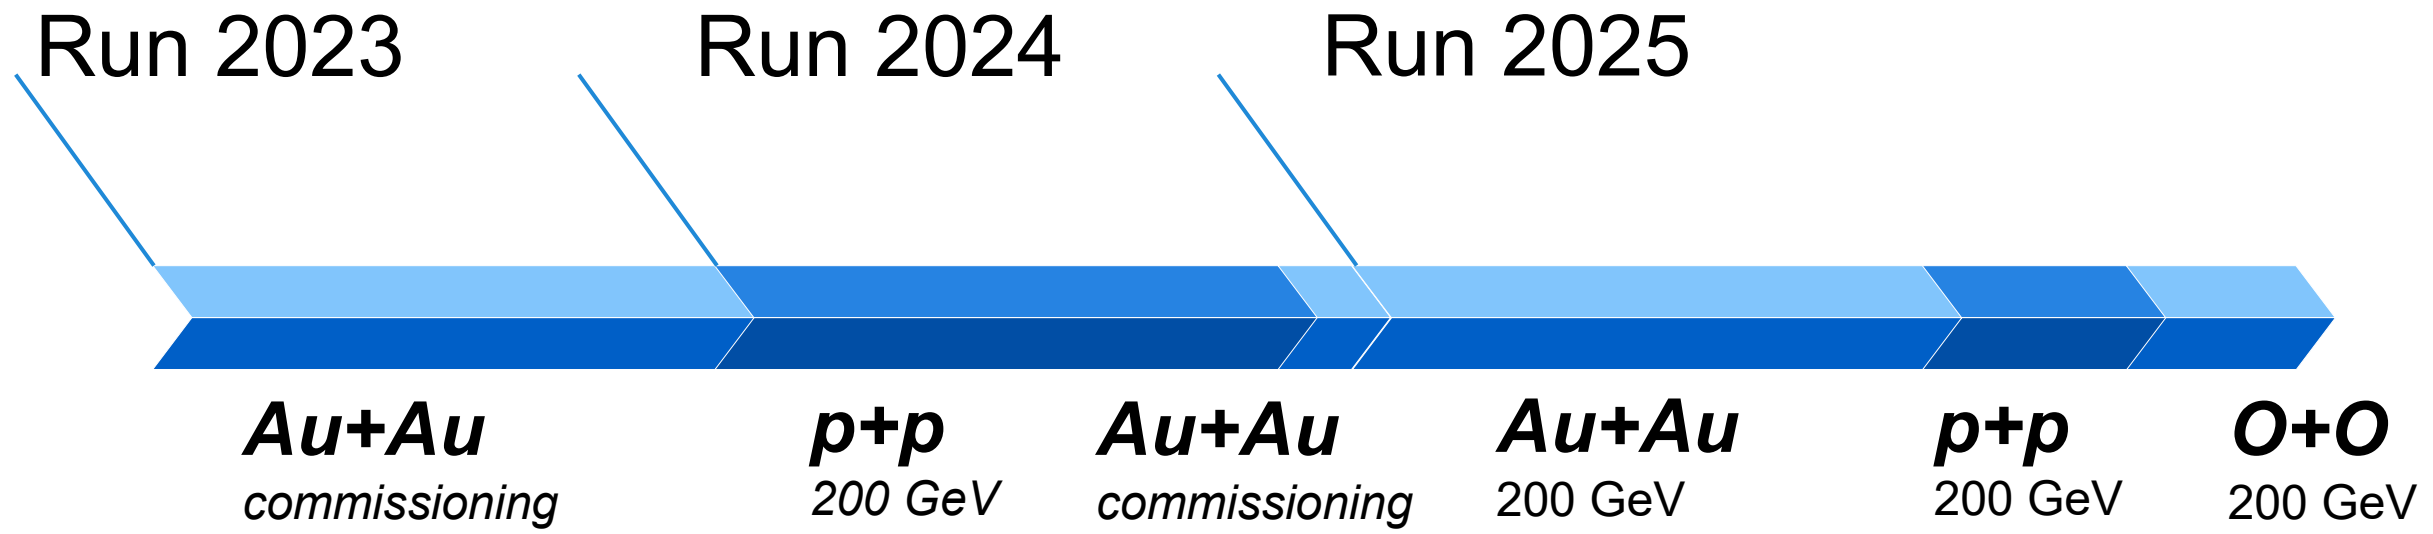 Run 2023
Run 2024
Run 2025
Au+Au
commissioning
p+p
200 GeV
Au+Au
commissioning
Au+Au
200 GeV
p+p
200 GeV
O+O
200 GeV